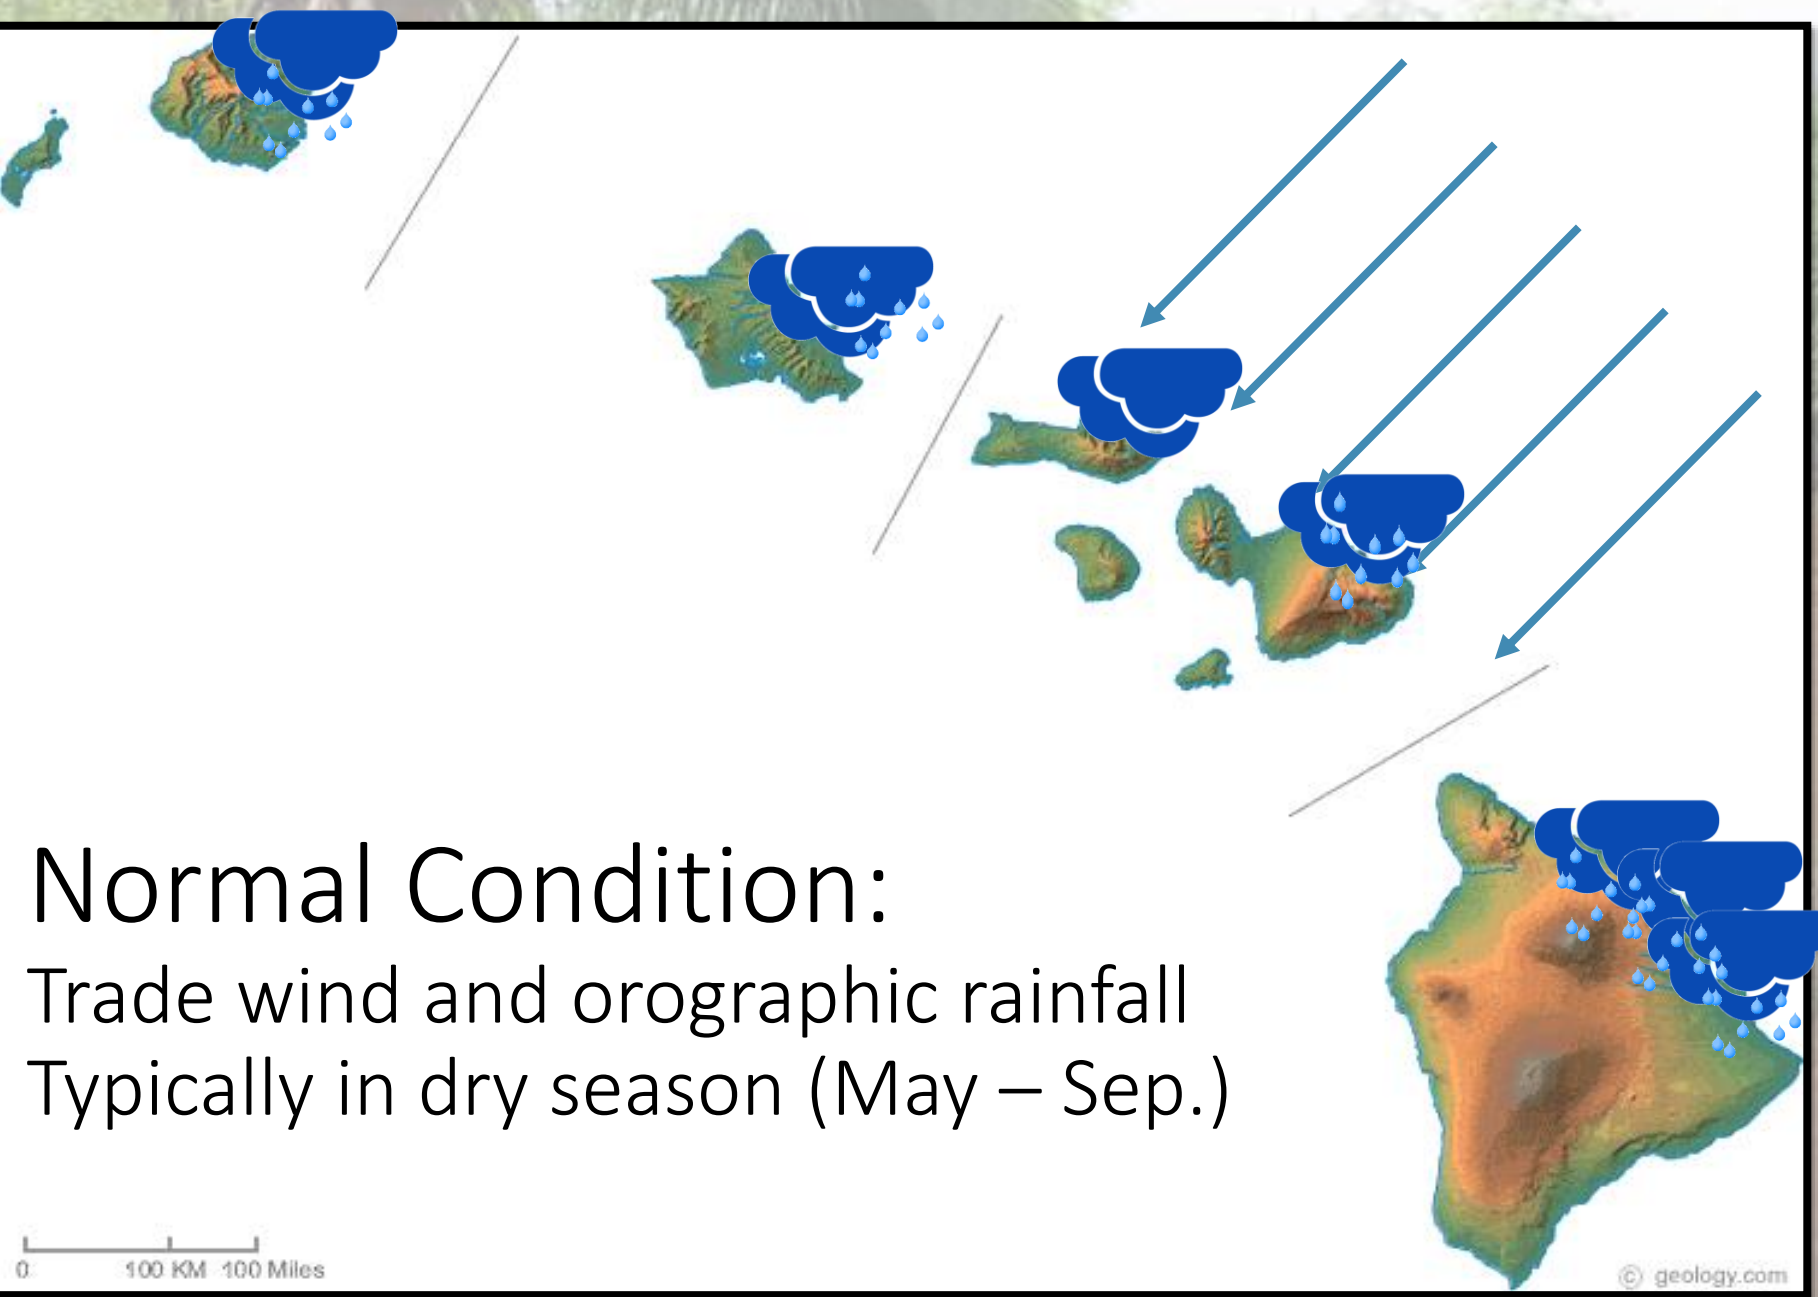 Normal Condition:
Trade wind and orographic rainfall
Typically in dry season (May – Sep.)
0 100 KM 100 Miles
© geology.com